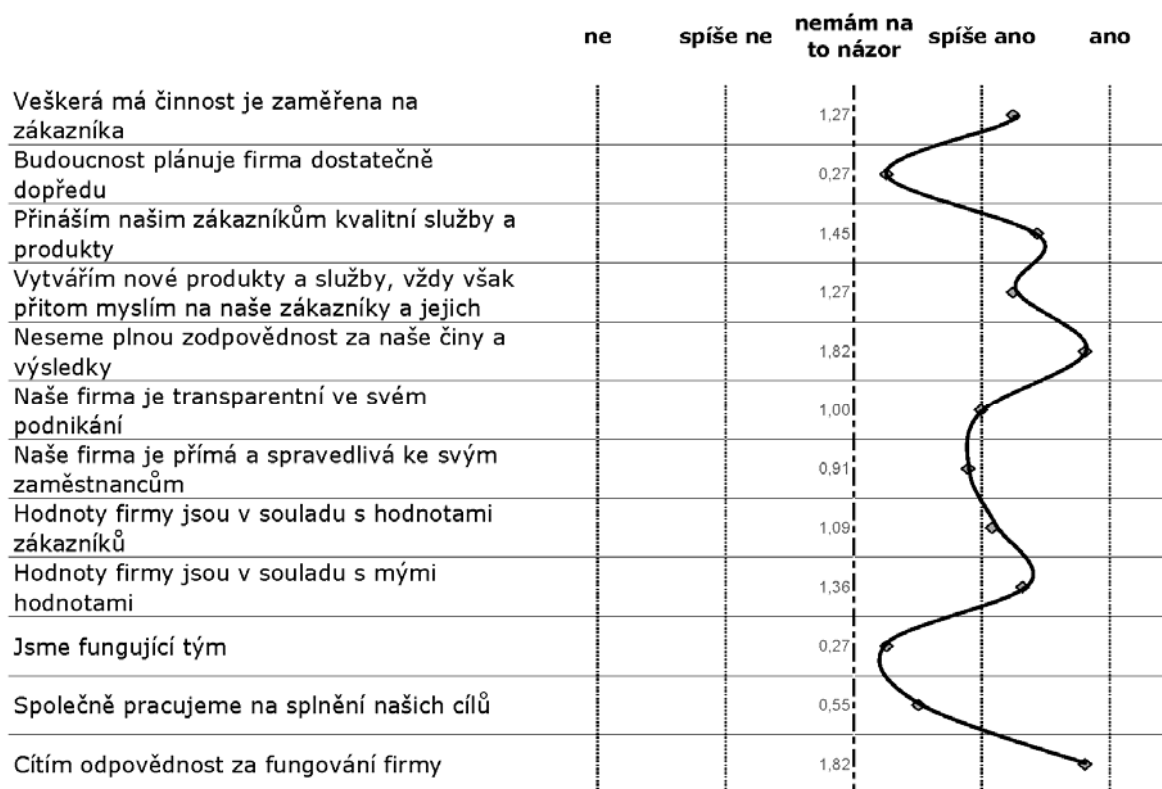 ne spíše ne nemám na to názor spíše ano ano
Veškerá má činnost je zaměřena na
zákazníka
1,27
Budoucnost plánuje firma dostatečně
dopředu
0,27
Přináším našim zákazníkům kvalitní služby a
produkty
1,45
Vytvářím nové produkty a služby, vždy však
přitom myslím na naše zákazníky a jejich
1,27
Neseme plnou zodpovědnost za naše činy a
výsledky
1,82
Naše firma je transparentní ve svém
podnikání
1,00
Naše firma je přímá a spravedlivá ke svým
zaměstnancům
0,91
Hodnoty firmy jsou v souladu s hodnotami
zákazníků
1,09
Hodnoty firmy jsou v souladu s mými
hodnotami
1,36
Jsme fungující tým
0,27
Společně pracujeme na splnění našich cílů
0,55
Cítím odpovědnost za fungování firmy
1,82